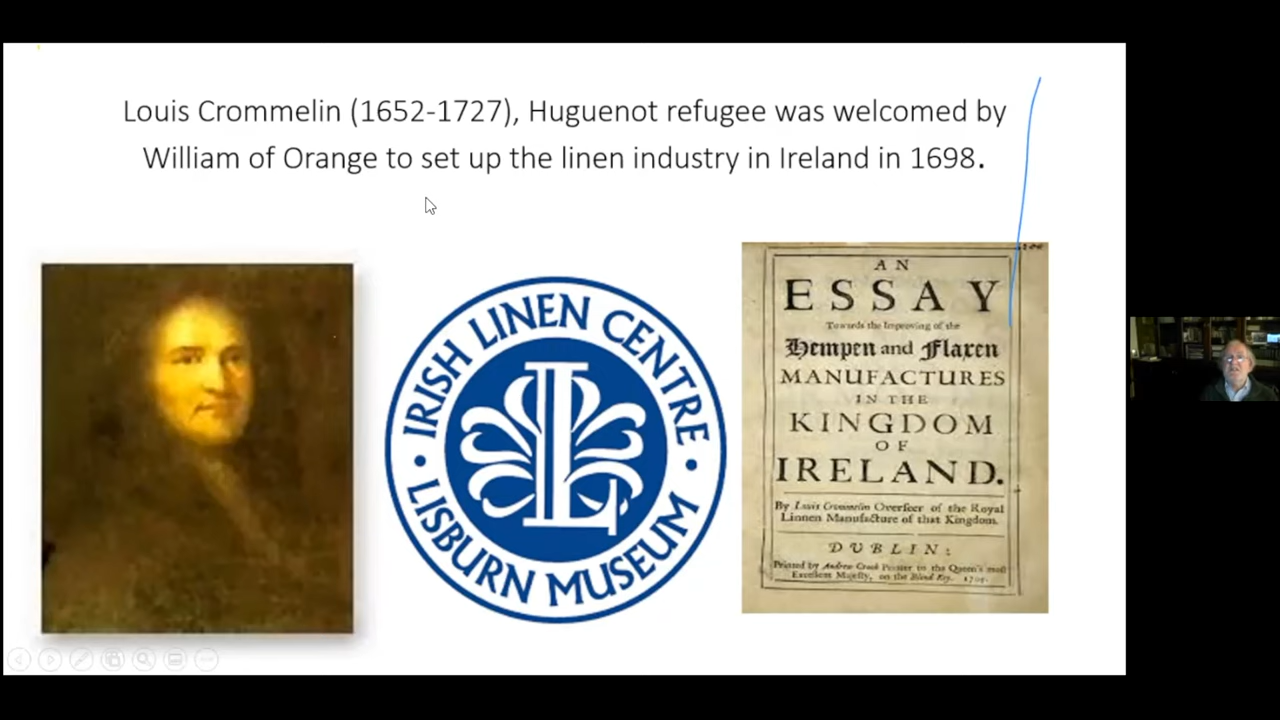 Louis Crommelin (1652-1727), Huguenot refugee was welcomed by
William of Orange to set up the linen industry in Ireland in 1698.
IRISH LINEN CENTRE
• LISBURN MUSEUM •
AN
ESSAY
Towards the Improving of the
Hempen and Flaxen
MANUFACTURES
IN THE
KINGDOM
OF
IRELAND.
By Louis Crommelin Overseer of the Royal
Linnen Manufacture of that Kingdom.
DUBLIN:
Printed by Andrew Crook Printer to the Queen's most
Excellent Majesty, on the Blind Key.